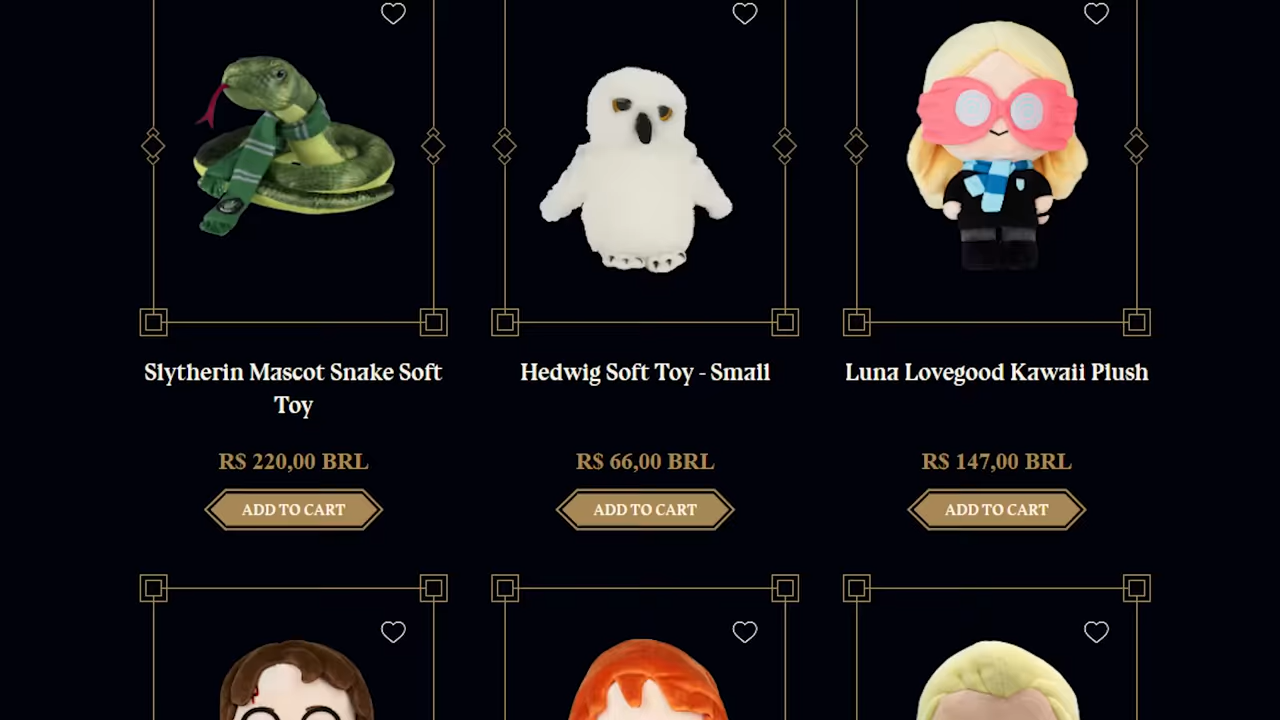 Slytherin Mascot Snake Soft
Toy
Hedwig Soft Toy - Small
Luna Lovegood Kawaii Plush
R$ 220,00 BRL
R$ 66,00 BRL
R$ 147,00 BRL
ADD TO CART
ADD TO CART
ADD TO CART